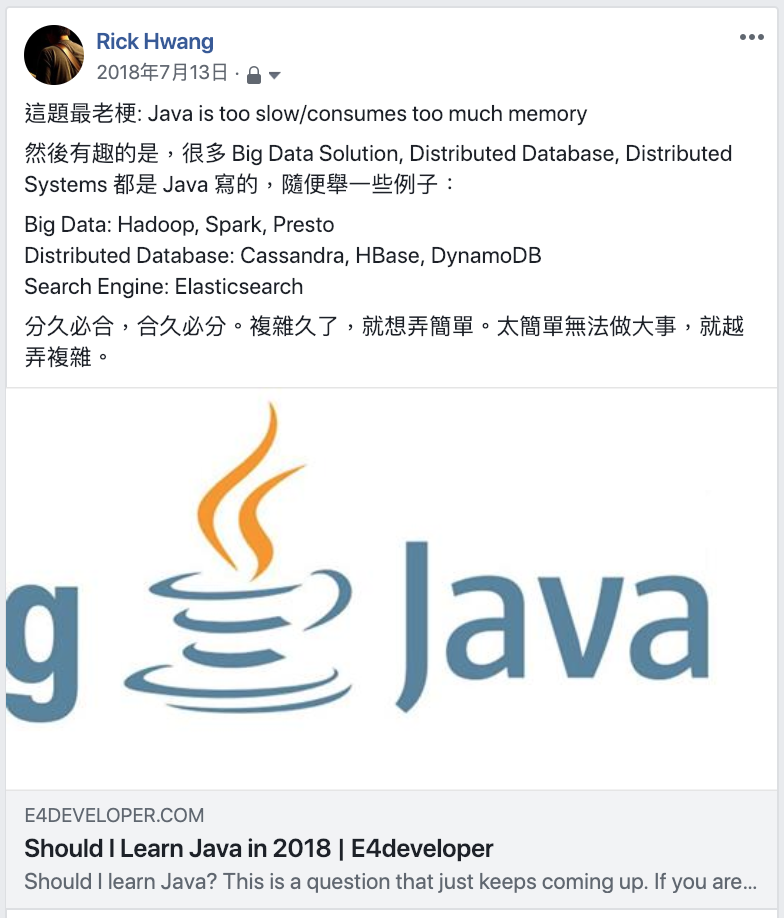 Rick Hwang
2018年7月13日 ·
這題最老梗: Java is too slow/consumes too much memory
然後有趣的是，很多 Big Data Solution, Distributed Database, Distributed
Systems 都是 Java 寫的，隨便舉一些例子：
Big Data: Hadoop, Spark, Presto
Distributed Database: Cassandra, HBase, DynamoDB
Search Engine: Elasticsearch
分久必合，合久必分。複雜久了，就想弄簡單。太簡單無法做大事，就越
弄複雜。
g Java
E4DEVELOPER.COM
Should I Learn Java in 2018 | E4developer
Should I learn Java? This is a question that just keeps coming up. If you are...